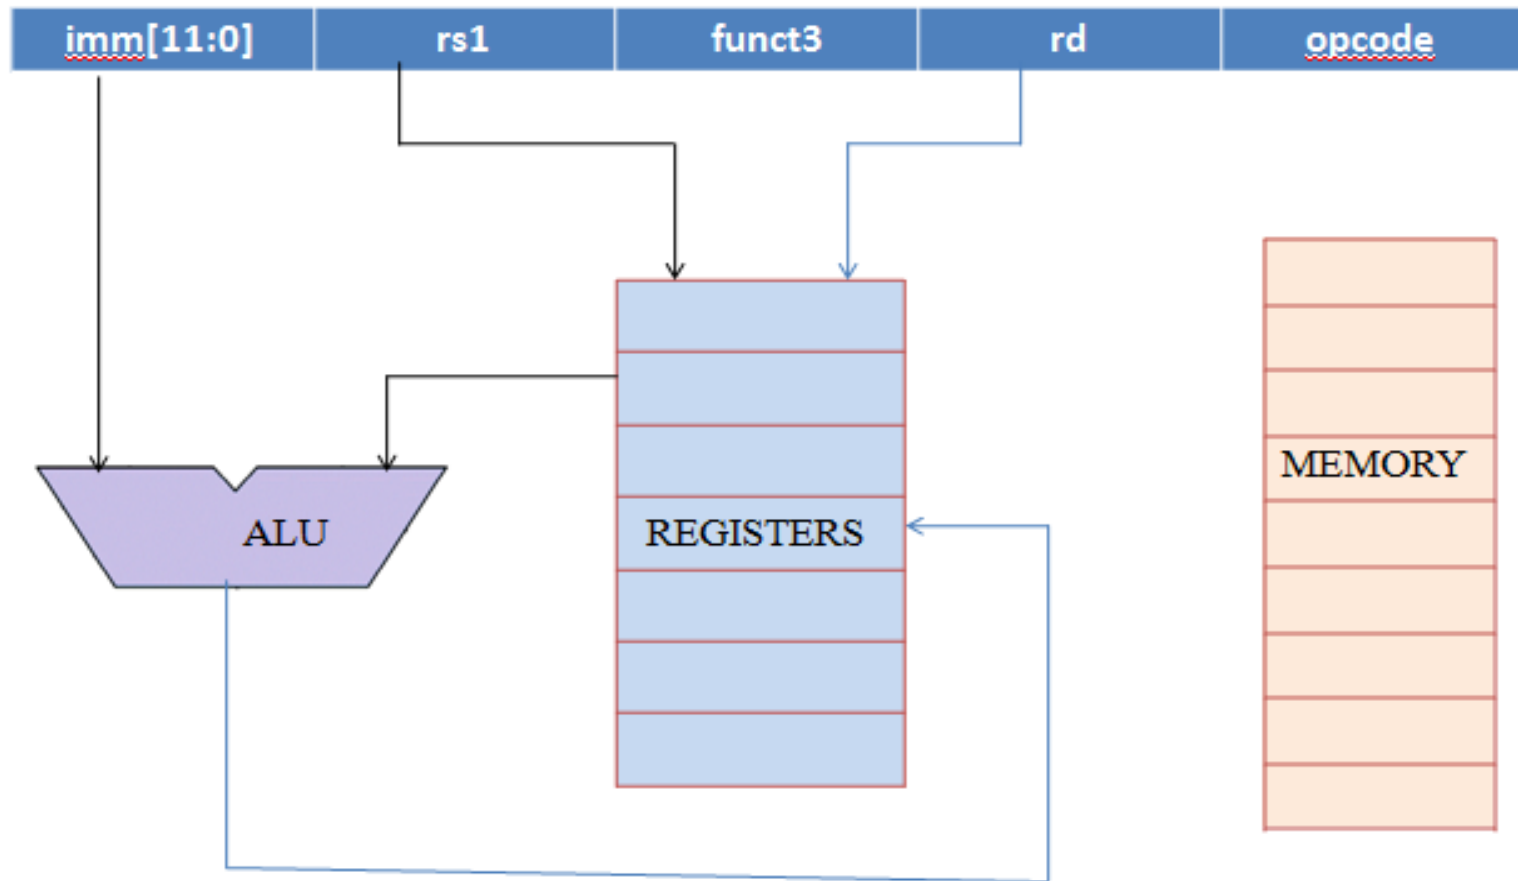 imm[11:0] rs1 funct3 rd opcode
MEMORY
ALU
REGISTERS